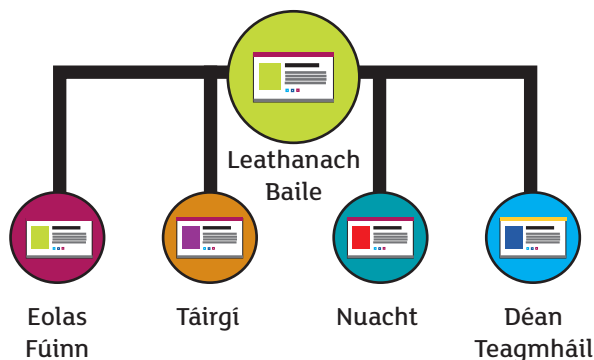 Leathanach
Baile
Eolas
Fúinn
Táirgí
Nuacht
Déan
Teagmháil